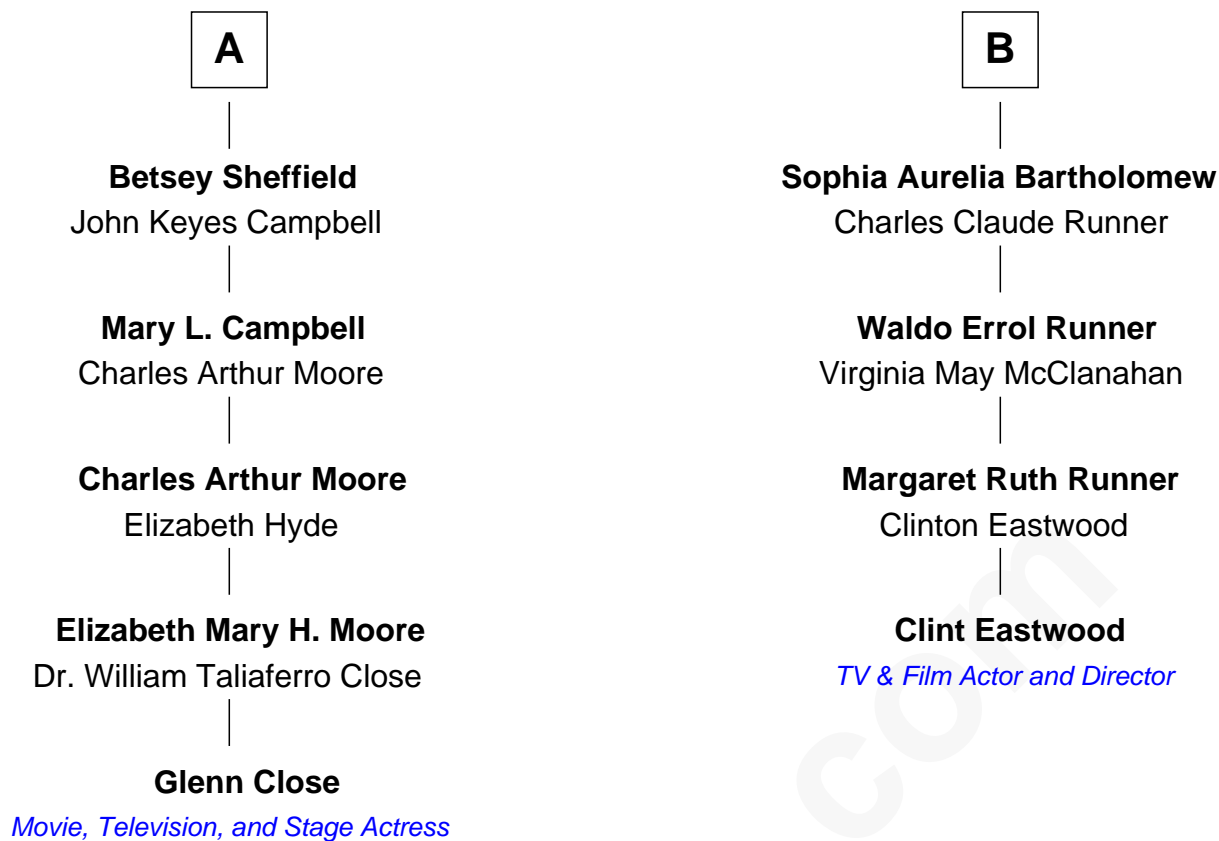 A
Betsey Sheffield
John Keyes Campbell
Mary L. Campbell
Charles Arthur Moore
Charles Arthur Moore
Elizabeth Hyde
Elizabeth Mary H. Moore
Dr. William Taliaferro Close
Glenn Close
Movie, Television, and Stage Actress
B
Sophia Aurelia Bartholomew
Charles Claude Runner
Waldo Errol Runner
Virginia May McClanahan
Margaret Ruth Runner
Clinton Eastwood
Clint Eastwood
TV & Film Actor and Director
com